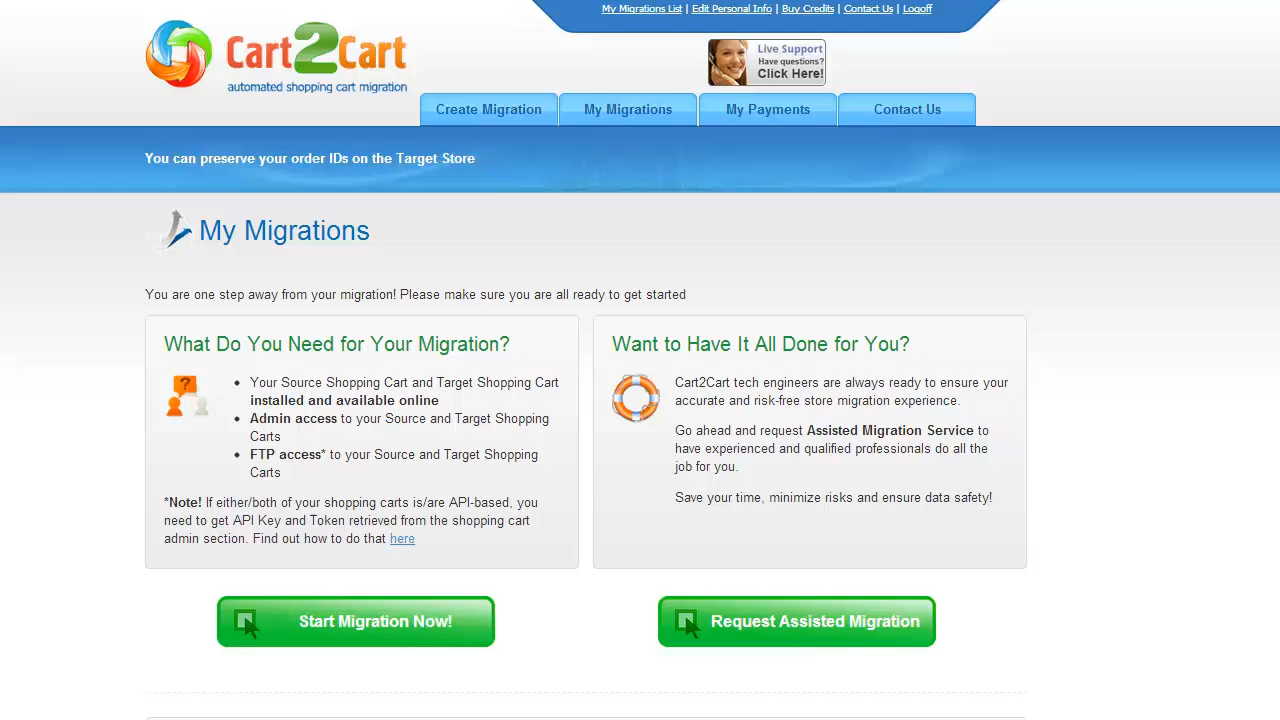 My Migrations List | Edit Personal Info | Buy Credits | Contact Us | Logoff
Cart2Cart
automated shopping cart migration
Live Support
Have questions?
Click Here!
Create Migration
My Migrations
My Payments
Contact Us
You can preserve your order IDs on the Target Store
My Migrations
You are one step away from your migration! Please make sure you are all ready to get started
What Do You Need for Your Migration?
• Your Source Shopping Cart and Target Shopping Cart
installed and available online
• Admin access to your Source and Target Shopping
Carts
• FTP access* to your Source and Target Shopping
Carts
*Note! If either/both of your shopping carts is/are API-based, you
need to get API Key and Token retrieved from the shopping cart
admin section. Find out how to do that here
Want to Have It All Done for You?
Cart2Cart tech engineers are always ready to ensure your
accurate and risk-free store migration experience.
Go ahead and request Assisted Migration Service to
have experienced and qualified professionals do all the
job for you.
Save your time, minimize risks and ensure data safety!
Start Migration Now!
Request Assisted Migration